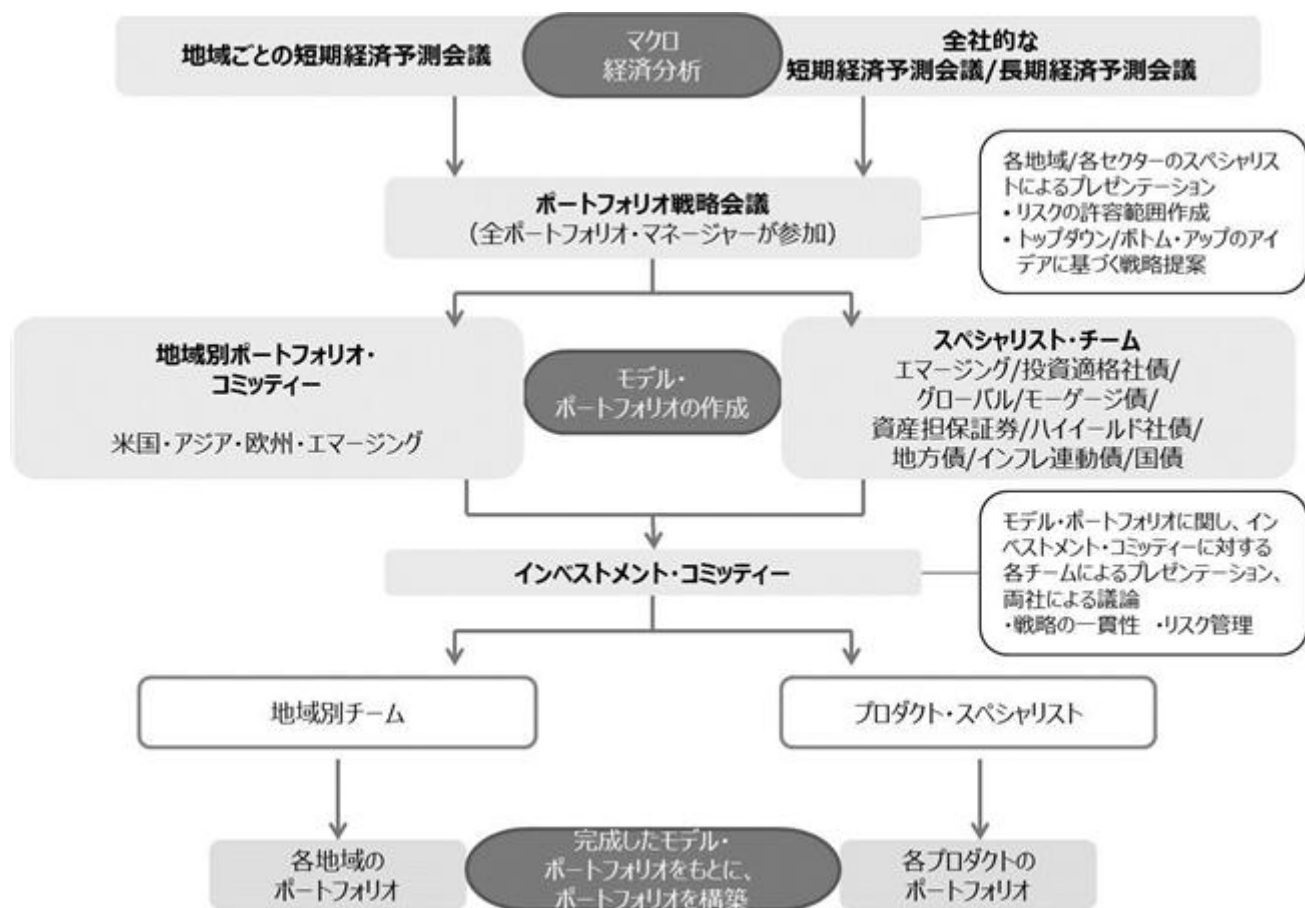 地域ごとの短期経済予測会議
マクロ
経済分析
全社的な
短期経済予測会議/長期経済予測会議
各地域/各セクターのスペシャリス
トによるプレゼンテーション
・リスクの許容範囲作成
・トップダウン/ボトム・アップのアイ
デアに基づく戦略提案
ポートフォリオ戦略会議
（全ポートフォリオ・マネージャーが参加）
地域別ポートフォリオ・
コミッティー
米国・アジア・欧州・エマージング
モデル・
ポートフォリオの作成
スペシャリスト・チーム
エマージング/投資適格社債/
グローバル/モーゲージ債/
資産担保証券/ハイイールド社債/
地方債/インフレ連動債/国債
モデル・ポートフォリオに関し、イン
ベストメント・コミッティーに対する
各チームによるプレゼンテーション、
両社による議論
・戦略の一貫性 ・リスク管理
インベストメント・コミッティー
地域別チーム
プロダクト・スペシャリスト
各地域の
ポートフォリオ
完成したモデル・
ポートフォリオをもとに、
ポートフォリオを構築
各プロダクトの
ポートフォリオ